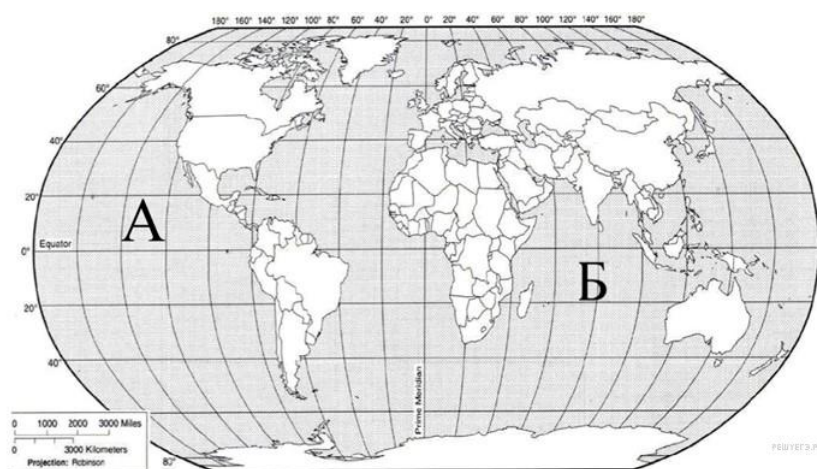 180° 160° 140° 120° 100° 80° 60° 40° 20° 0° 20° 40° 60° 80° 100° 120° 140° 160° 180°
80°
60°
40°
20°
А
Equator
0°
Б
20°
40°
Prime Meridian
0 1000 2000 3000 Miles
0 3000 Kilometers
Projection: Robinson
80°
РЕШУЕГЭ.Р